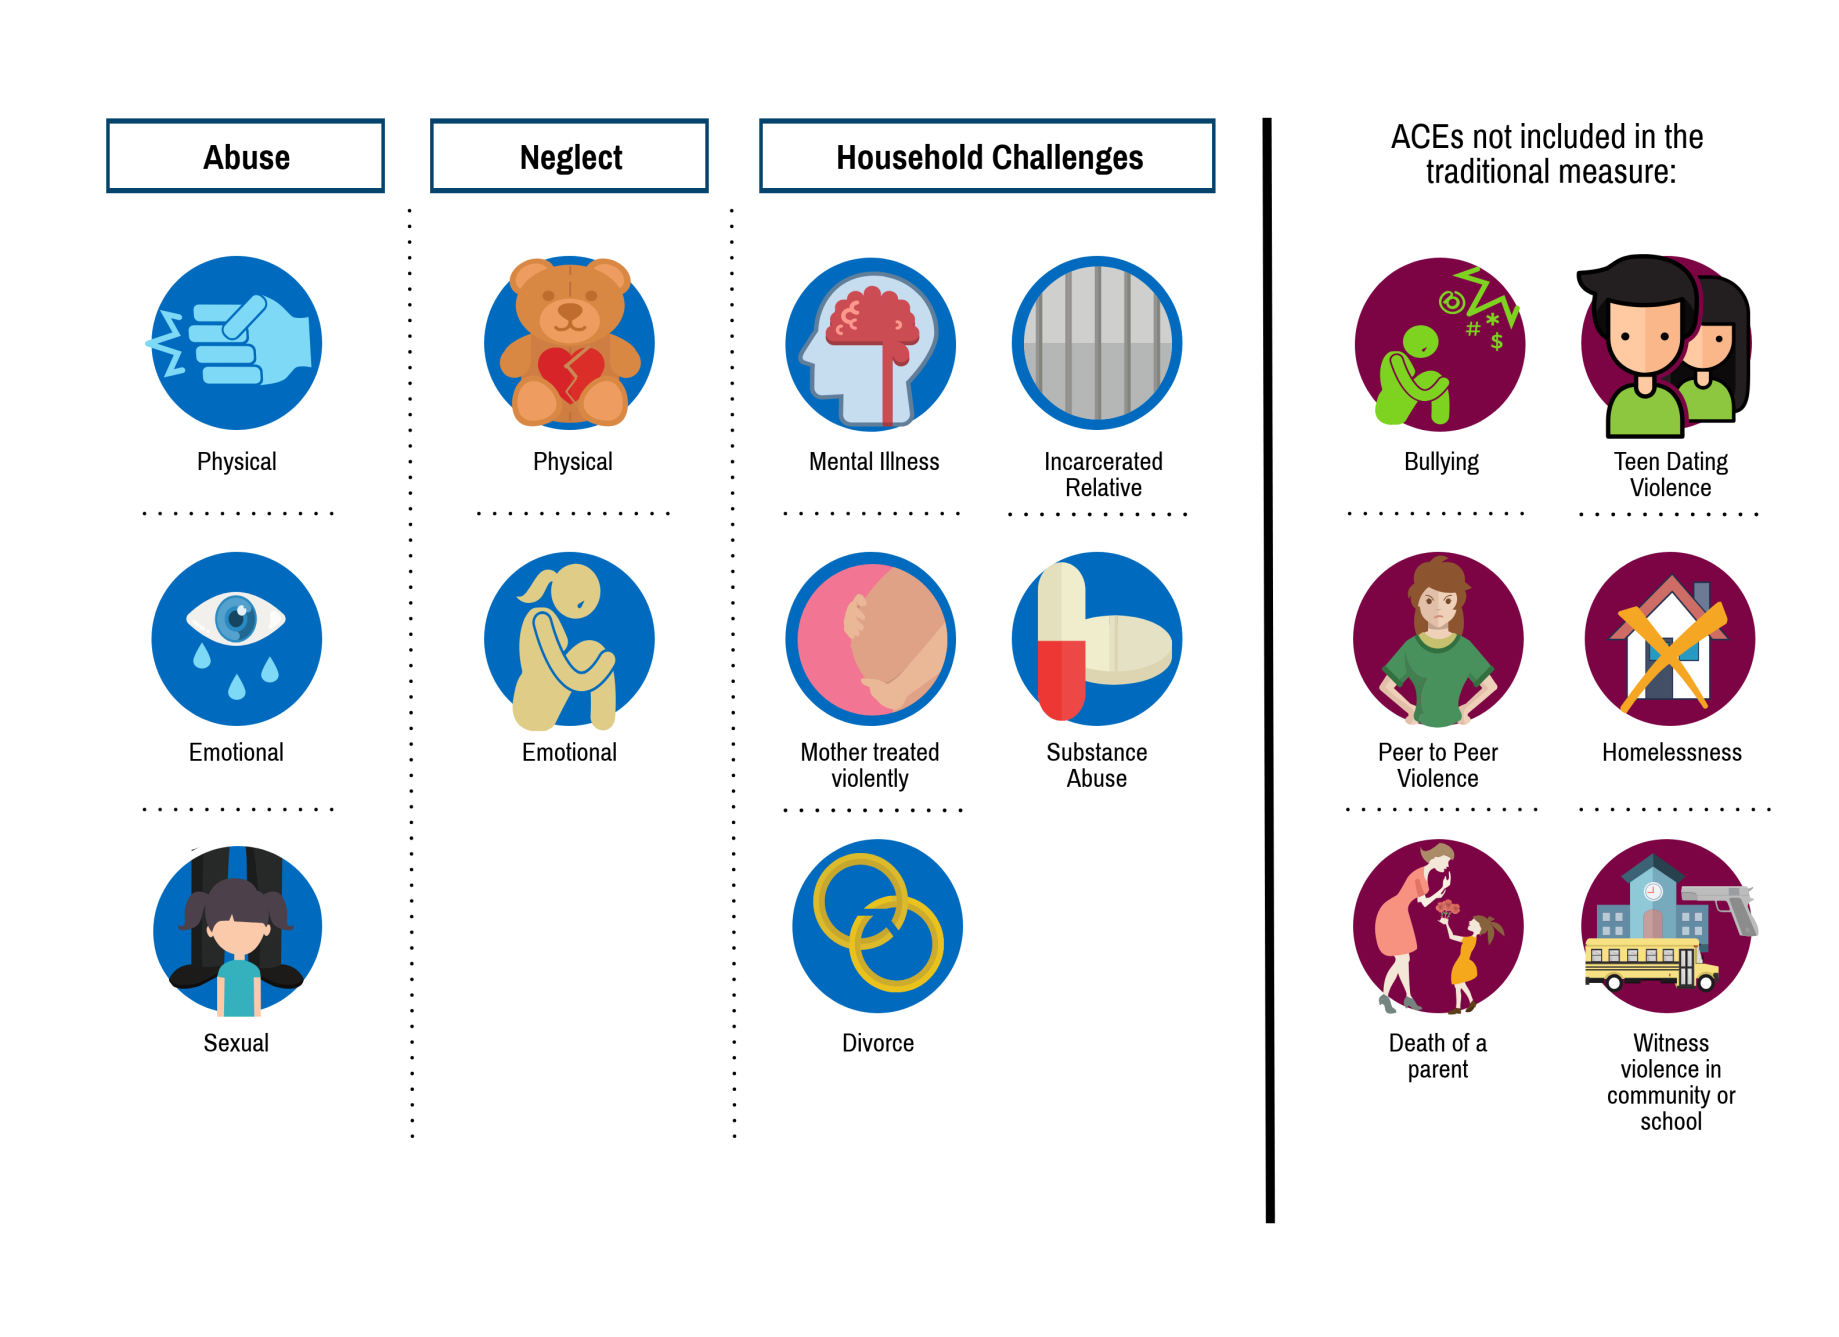 Abuse
Neglect
Household Challenges
ACEs not included in the
traditional measure:
Physical
Physical
Mental Illness
Incarcerated
Relative
@
#
*
$
Bullying
Teen Dating
Violence
Emotional
Emotional
Mother treated
violently
Substance
Abuse
Peer to Peer
Violence
Homelessness
Sexual
Divorce
Death of a
parent
Witness
violence in
community or
school